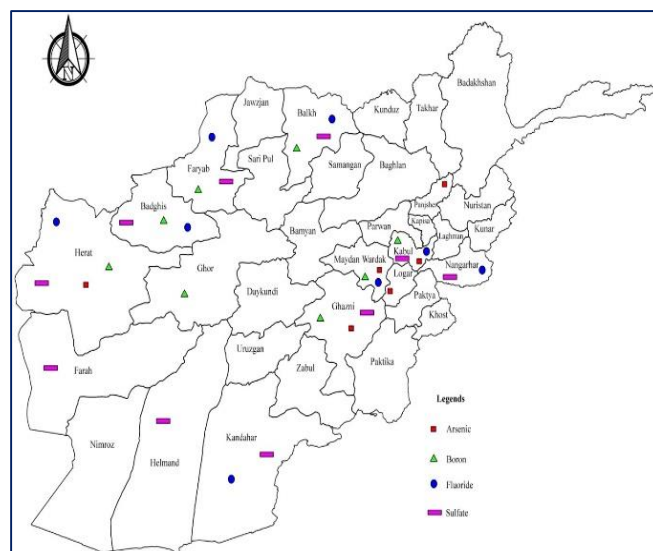 N
Badakhshan
Jawzjan
Balkh
Kunduz
Takhar
Faryab
Sari Pul
Samangan
Baghlan
Badghis
Panjsher
Nuristan
Bamyan
Parwan
Kapisa
Kunar
Laghman
Herat
Ghor
Maydan Wardak
Kabul
Nangarhar
Logar
Daykundi
Ghazni
Paktya
Khost
Uruzgan
Farah
Zabul
Paktika
Nimroz
Helmand
Kandahar
Legends
Arsenic
Boron
Fluoride
Sulfate